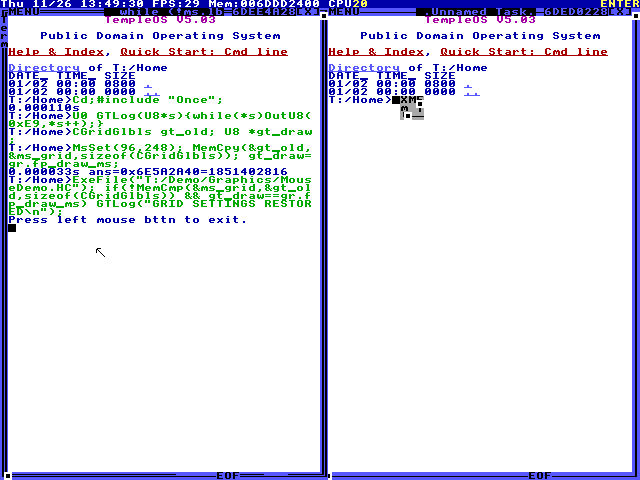 Thu 11/26 13:49:30 FPS:29 Mem:006DDD2400 CPU20 ENTER
MENU while (*ms.lb 6DEE4A28[X]
TempleOS V5.03
Public Domain Operating System
Help & Index, Quick Start: Cmd line
Directory of T:/Home
DATE_ TIME_ SIZE
01/02 00:00 0800 .
01/02 00:00 0000 ..
T:/Home>Cd;#include "Once";
0.000110s
T:/Home>U0 GTLog(U8*s){while(*s)OutU8(
0xE9,*s++);}
T:/Home>CGridGlbls gt_old; U8 *gt_draw
;
T:/Home>MsSet(96,248); MemCpy(&gt_old,
&ms_grid,sizeof(CGridGlbls)); gt_draw=
gr.fp_draw_ms;
0.000033s ans=0x6E5A2A40=1851402816
T:/Home>ExeFile("T:/Demo/Graphics/Mous
eDemo.HC"); if(!MemCmp(&ms_grid,&gt_ol
d,sizeof(CGridGlbls)) && gt_draw==gr.f
p_draw_ms) GTLog("GRID SETTINGS RESTOR
ED\n");
Press left mouse bttn to exit.
EOF
MENU .Unnamed Task. 6DED0228[X]
TempleOS V5.03
Public Domain Operating System
Help & Index, Quick Start: Cmd line
Directory of T:/Home
DATE_ TIME_ SIZE
01/02 00:00 0800 .
01/02 00:00 0000 ..
T:/Home>
EOF